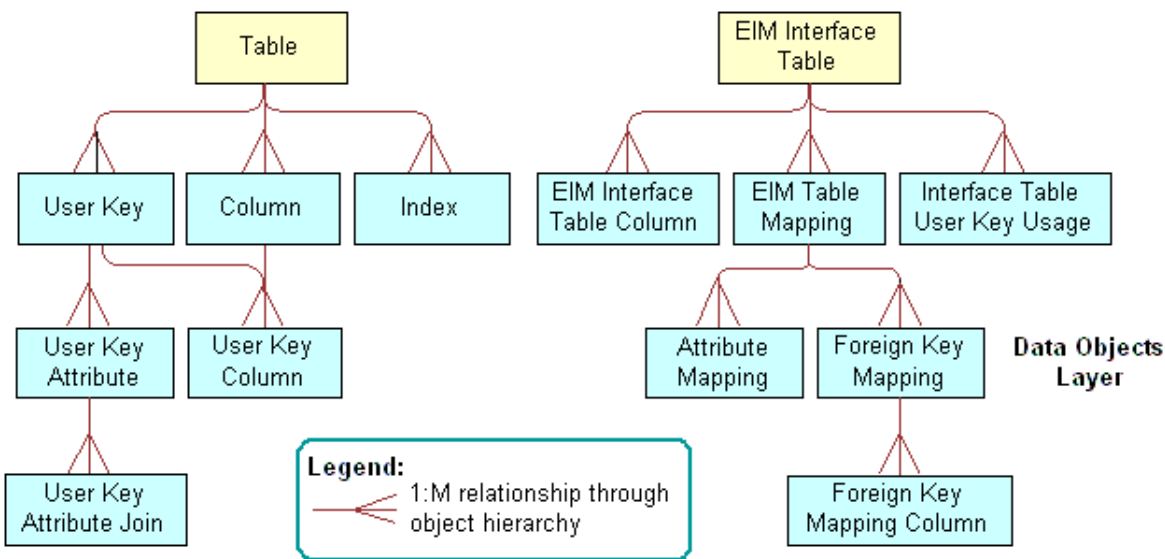 Table
EIM Interface
Table
User Key
Column
Index
EIM Interface
Table Column
EIM Table
Mapping
Interface Table
User Key Usage
User Key
Attribute
User Key
Column
Attribute
Mapping
Foreign Key
Mapping
Data Objects
Layer
User Key
Attribute Join
Legend:
1:M relationship through
object hierarchy
Foreign Key
Mapping Column